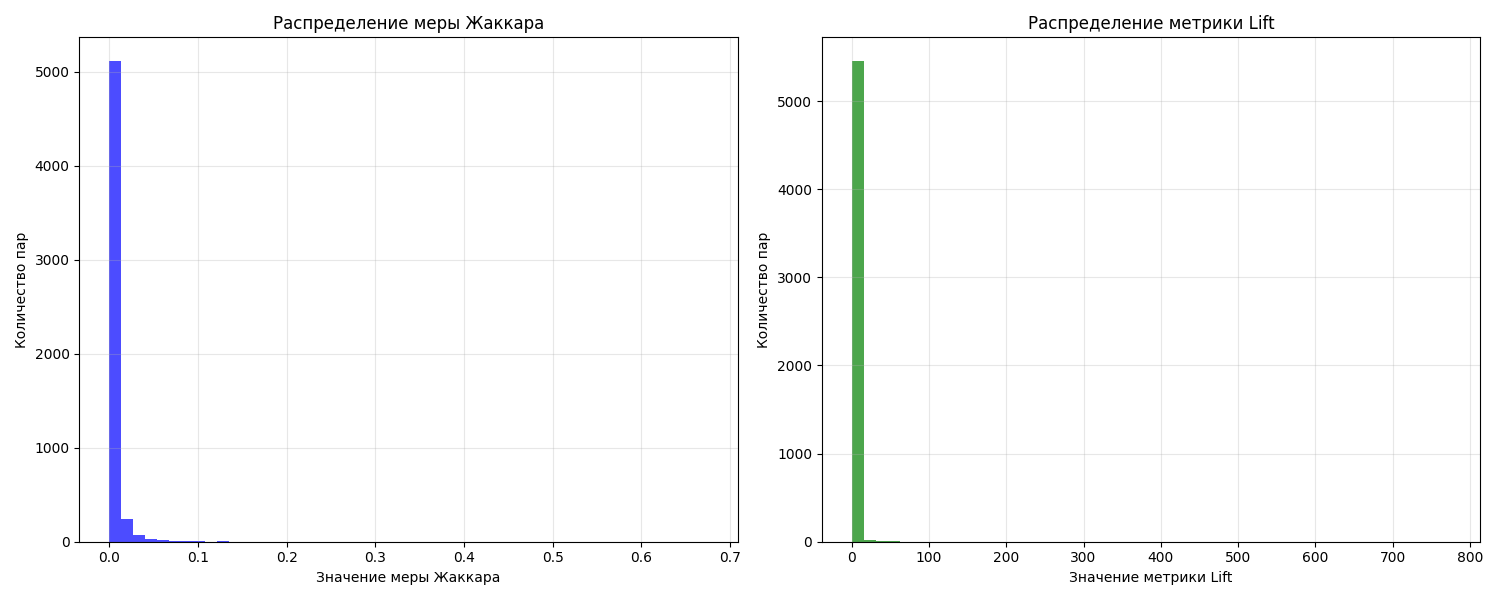 Распределение меры Жаккара
Количество пар
5000
4000
3000
2000
1000
0
0.0 0.1 0.2 0.3 0.4 0.5 0.6 0.7
Значение меры Жаккара
Распределение метрики Lift
Количество пар
5000
4000
3000
2000
1000
0
0 100 200 300 400 500 600 700 800
Значение метрики Lift